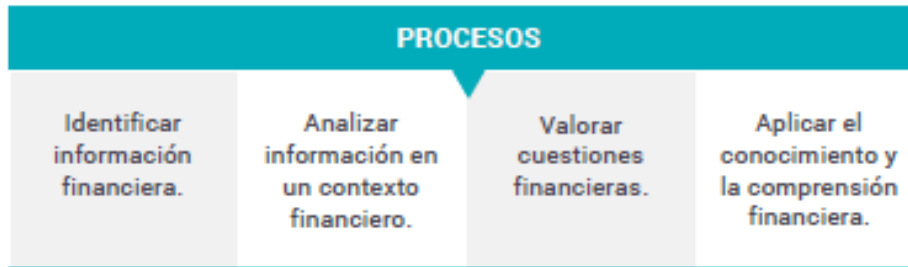 PROCESOS
Identificar
información
financiera.
Analizar
información en
un contexto
financiero.
Valorar
cuestiones
financieras.
Aplicar el
conocimiento y
la comprensión
financiera.